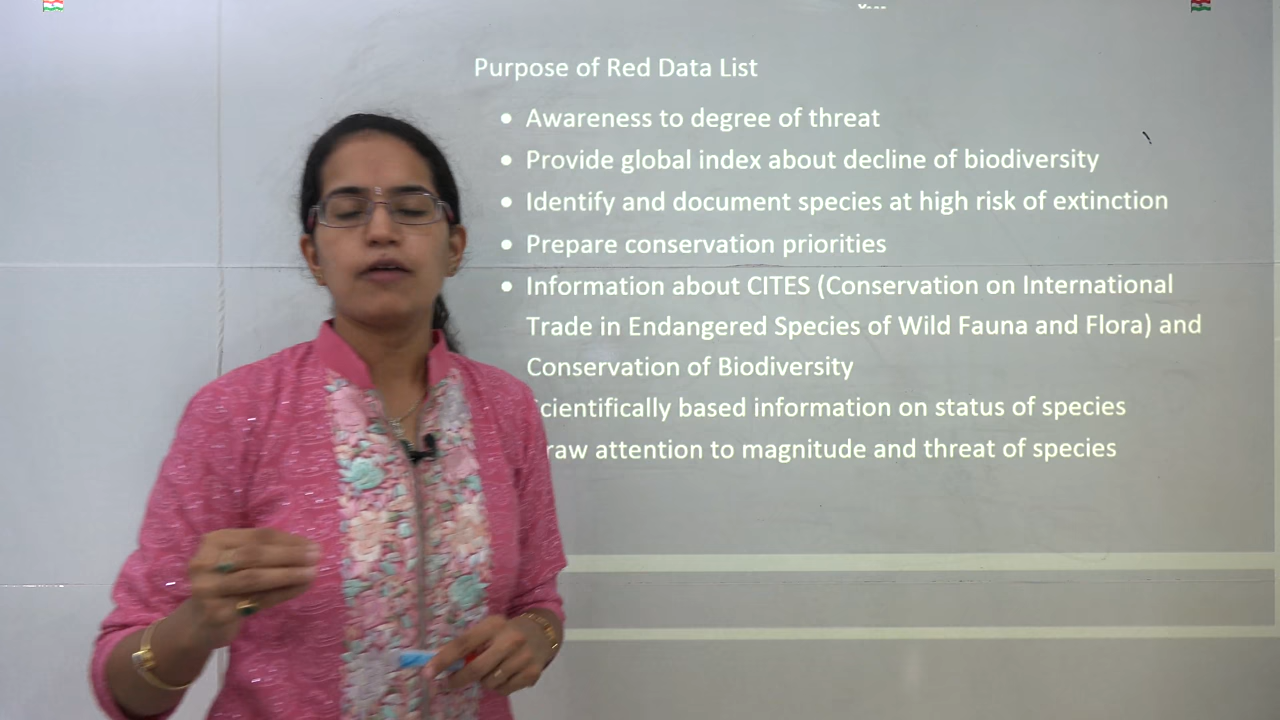 Purpose of Red Data List
• Awareness to degree of threat
• Provide global index about decline of biodiversity
• Identify and document species at high risk of extinction
• Prepare conservation priorities
• Information about CITES (Conservation on International
Trade in Endangered Species of Wild Fauna and Flora) and
Conservation of Biodiversity
cientifically based information on status of species
raw attention to magnitude and threat of species